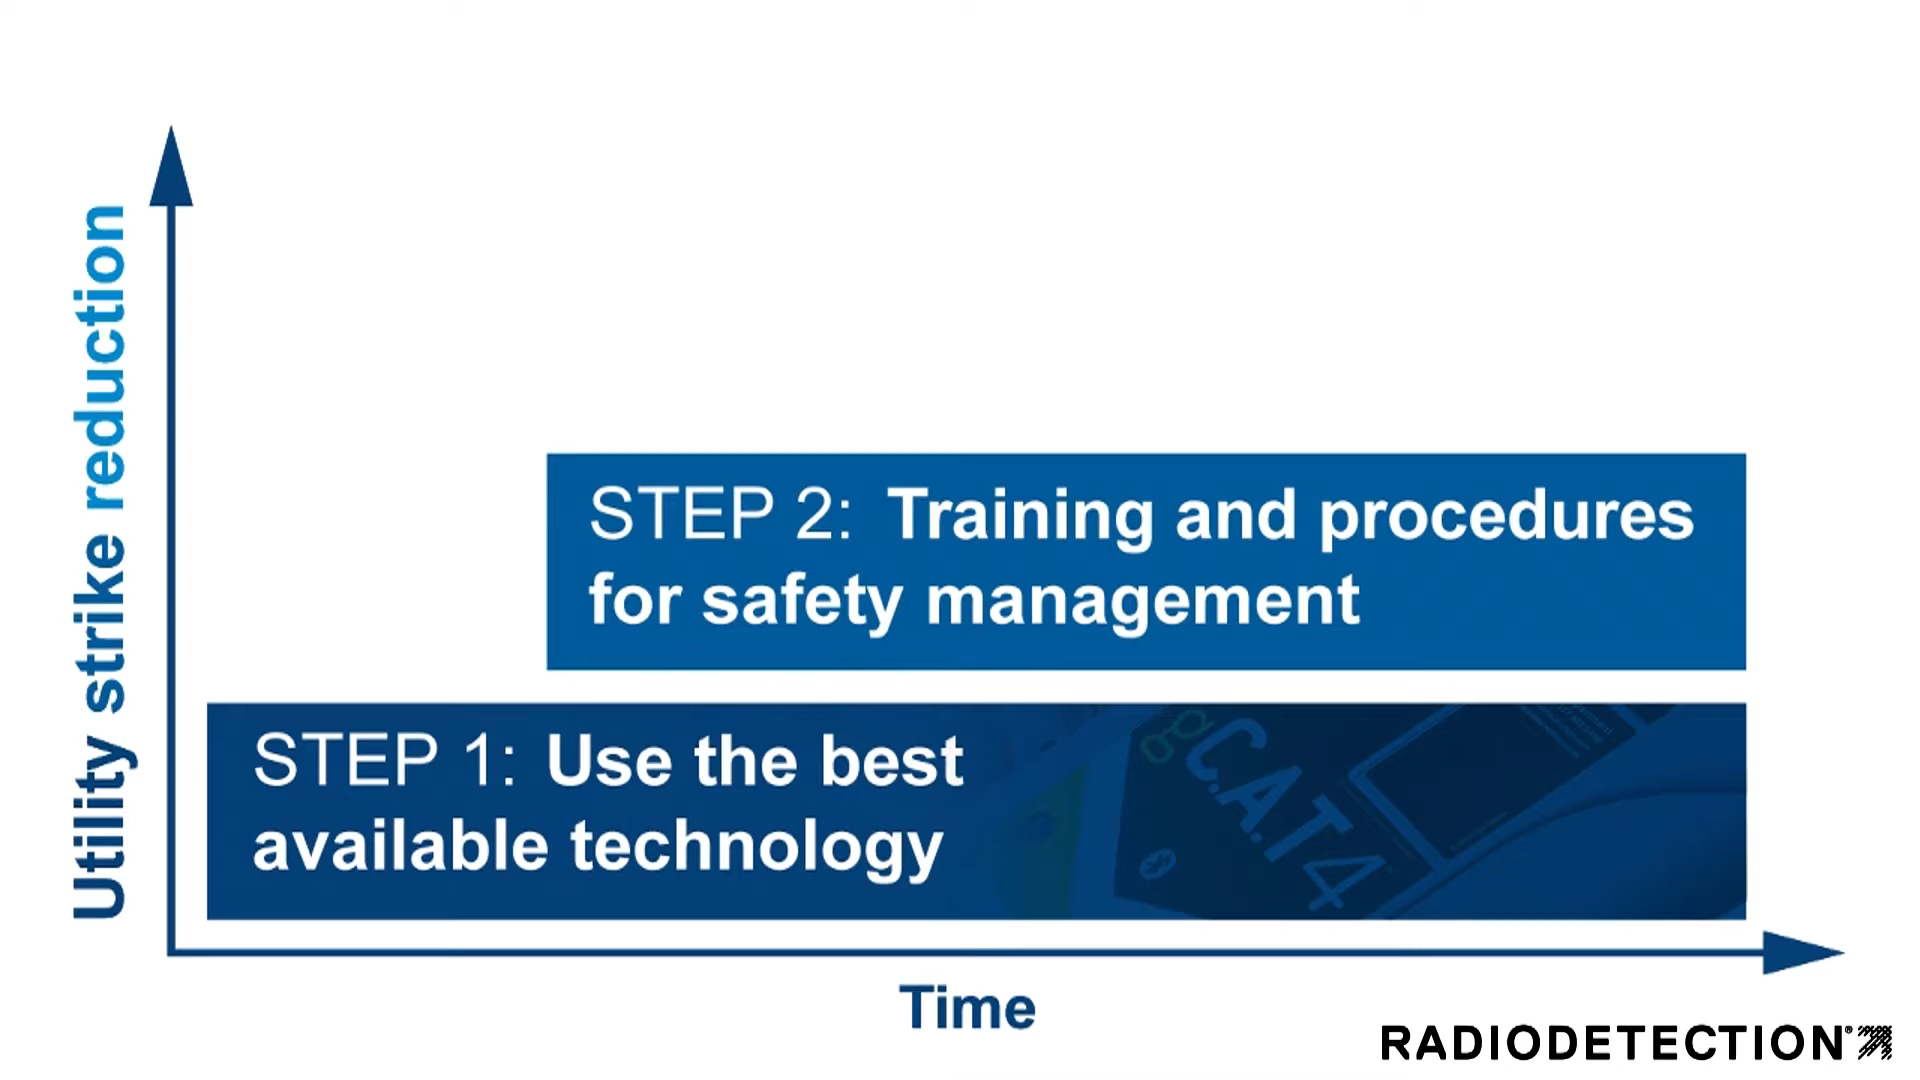 Utility strike reduction
STEP 2: Training and procedures
for safety management
STEP 1: Use the best
available technology
gC.A.T4
Time
RADIODETECTION®